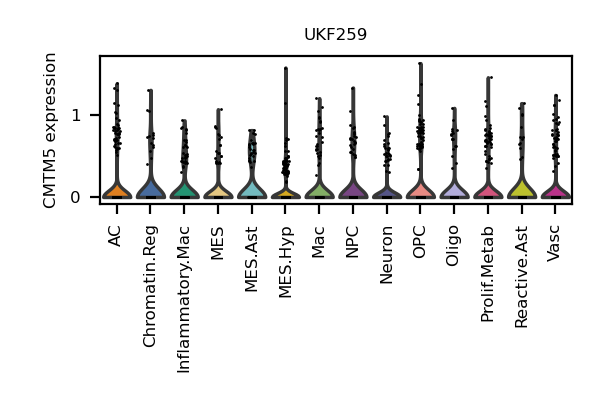 UKF259
CMTM5 expression
1
0
AC
Chromatin.Reg
Inflammatory.Mac
MES
MES.Ast
MES.Hyp
Mac
NPC
Neuron
OPC
Oligo
Prolif.Metab
Reactive.Ast
Vasc